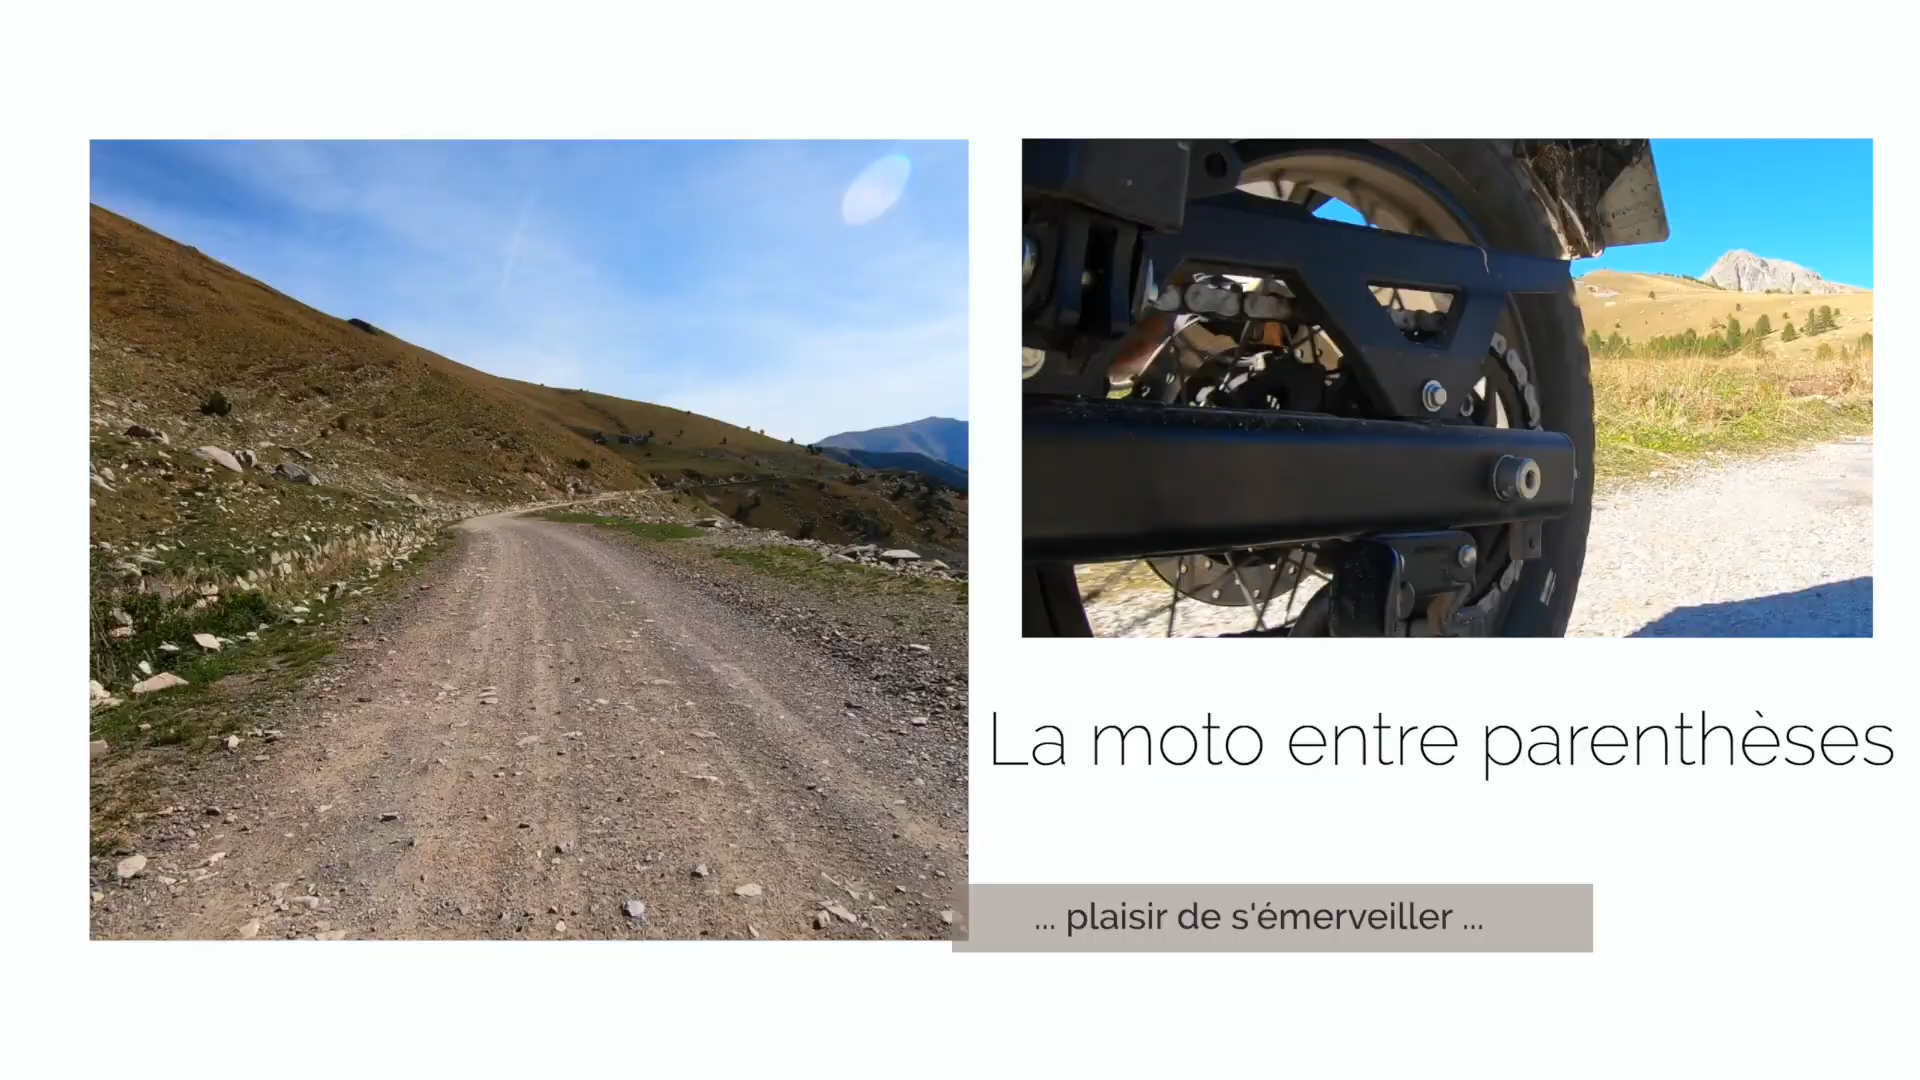 La moto entre parenthèses
... plaisir de s'émerveiller ...